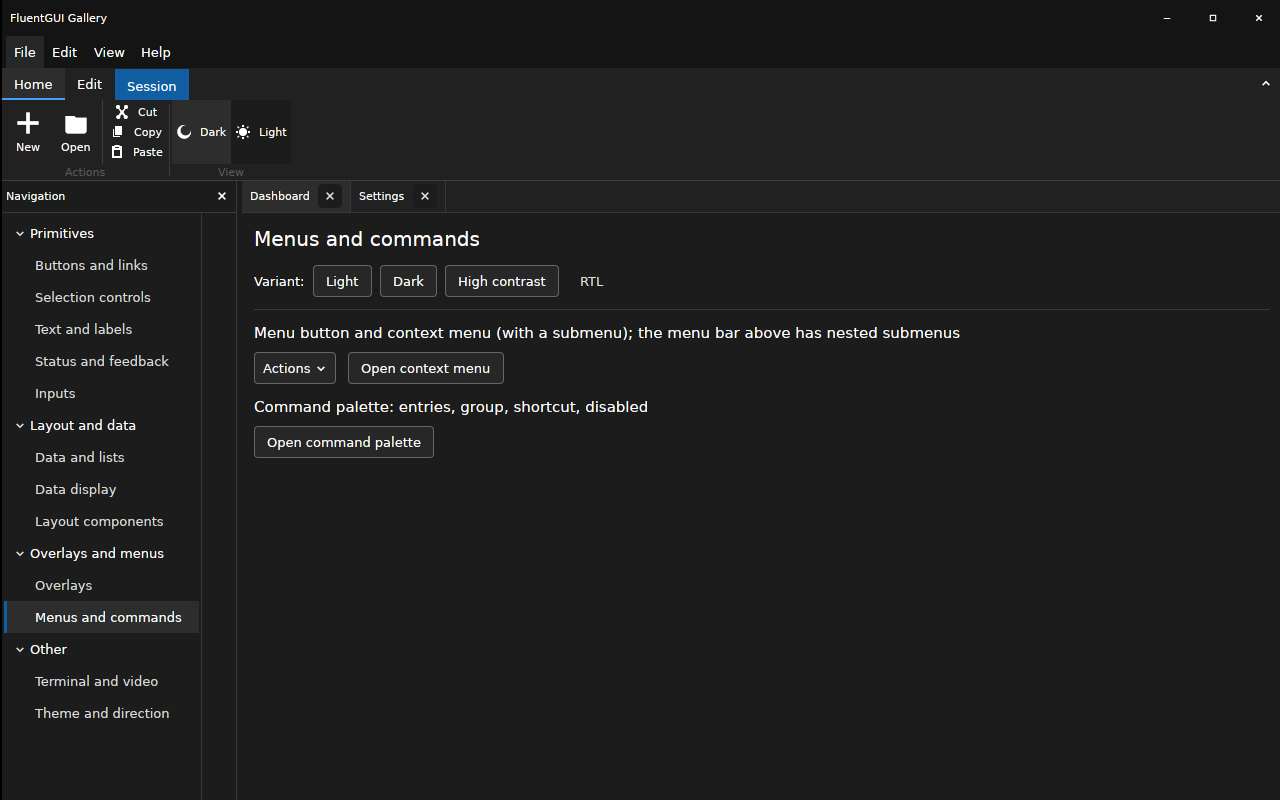 FluentGUI Gallery
File Edit View Help
Home Edit Session
New Open Cut Copy Paste Dark Light
Actions View
Navigation
Dashboard Settings
Primitives
Buttons and links
Selection controls
Text and labels
Status and feedback
Inputs
Layout and data
Data and lists
Data display
Layout components
Overlays and menus
Overlays
Menus and commands
Other
Terminal and video
Theme and direction
Menus and commands
Variant: Light Dark High contrast RTL
Menu button and context menu (with a submenu); the menu bar above has nested submenus
Actions Open context menu
Command palette: entries, group, shortcut, disabled
Open command palette